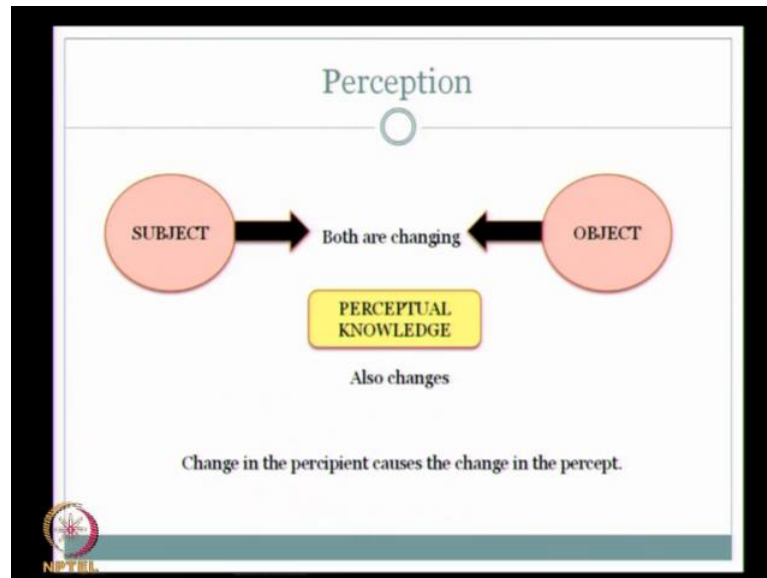 Perception
SUBJECT
Both are changing
OBJECT
PERCEPTUAL
KNOWLEDGE
Also changes
Change in the percipient causes the change in the percept.
NPTEL